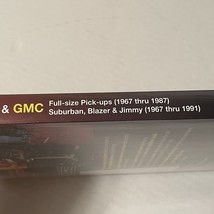 & GMC Full-size Pick-ups (1967 thru 1987)
Suburban, Blazer & Jimmy (1967 thru 1991)